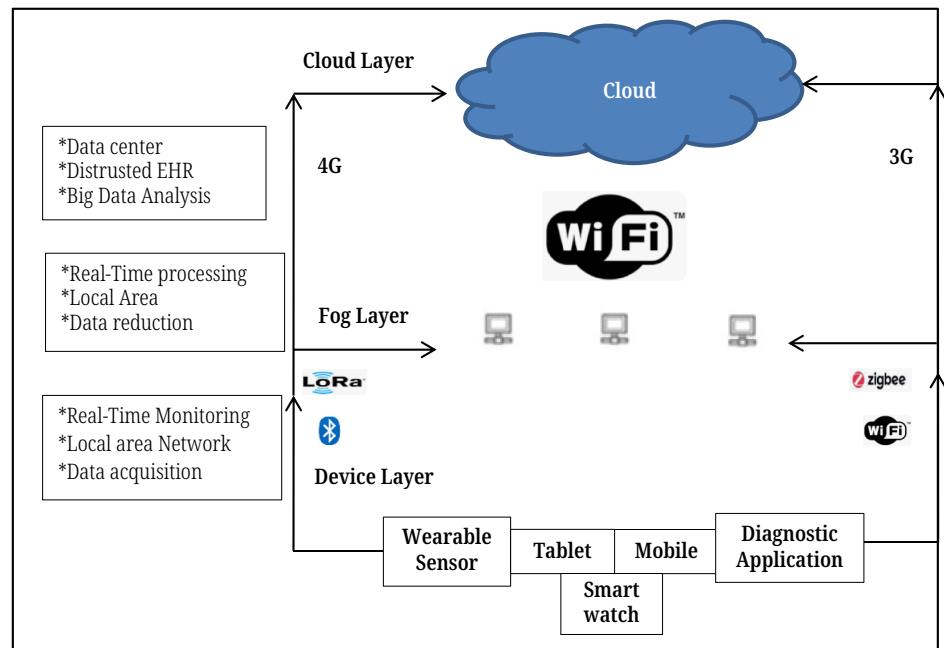 Cloud Layer
Cloud
*Data center
*Distrusted EHR
*Big Data Analysis
4G
3G
WiFi™
*Real-Time processing
*Local Area
*Data reduction
Fog Layer
LoRa
zigbee
*Real-Time Monitoring
*Local area Network
*Data acquisition
WiFi
Device Layer
Wearable
Sensor
Tablet
Mobile
Diagnostic
Application
Smart
watch